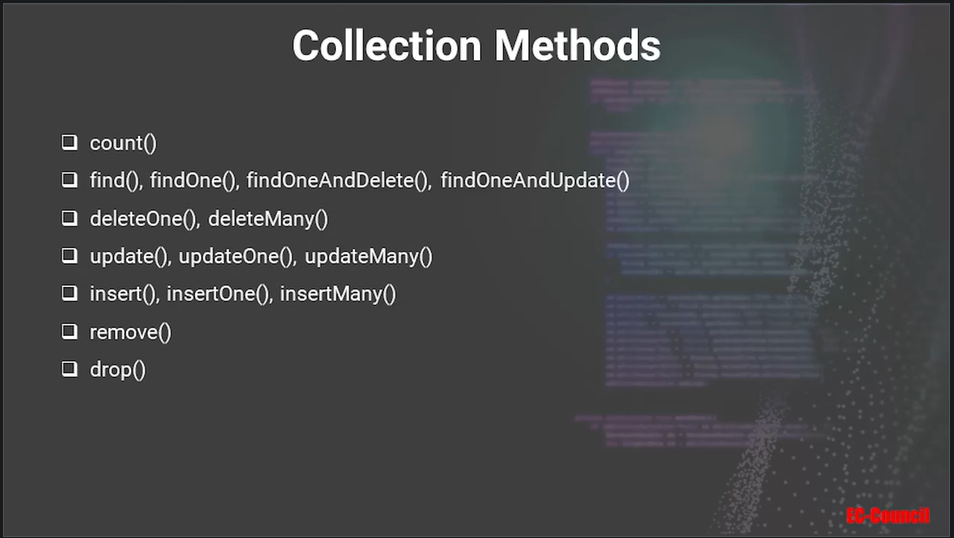 Collection Methods
❑ count()
❑ find(), findOne(), findOneAndDelete(), findOneAndUpdate()
❑ deleteOne(), deleteMany()
❑ update(), updateOne(), updateMany()
❑ insert(), insertOne(), insertMany()
❑ remove()
❑ drop()
EC-Council